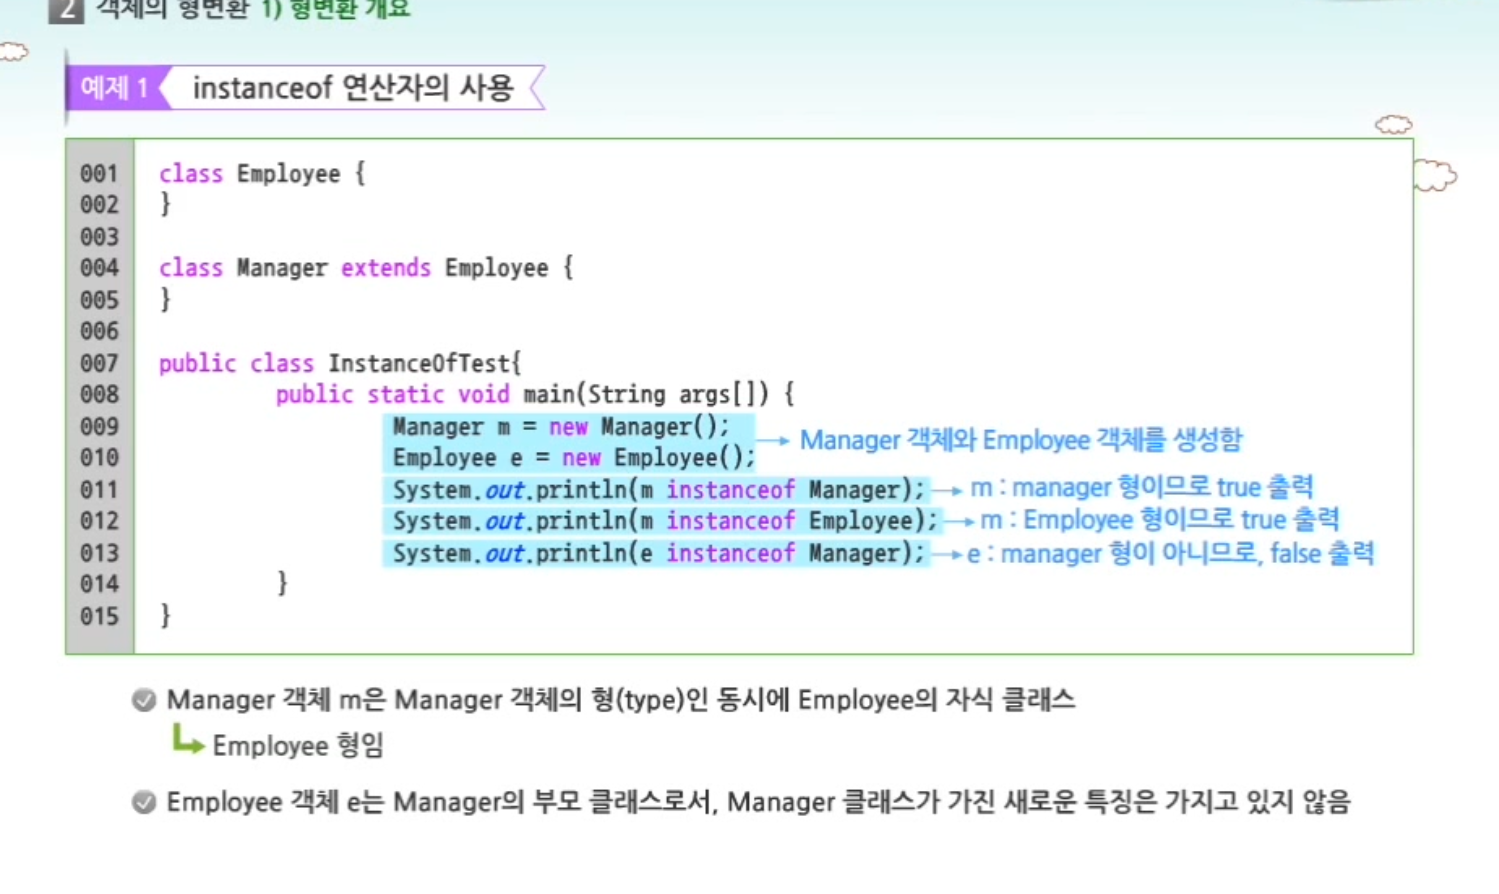 2 객체의 형변환 1) 형변환 개요
예제 1 instanceof 연산자의 사용
001 class Employee {
002 }
003
004 class Manager extends Employee {
005 }
006
007 public class InstanceOfTest{
008 public static void main(String args[]) {
009 Manager m = new Manager();
010 Employee e = new Employee();
Manager 객체와 Employee 객체를 생성함
011 System.out.println(m instanceof Manager); m : manager 형이므로 true 출력
012 System.out.println(m instanceof Employee); m : Employee 형이므로 true 출력
013 System.out.println(e instanceof Manager); e : manager 형이 아니므로, false 출력
014 }
015 }
Manager 객체 m은 Manager 객체의 형(type)인 동시에 Employee의 자식 클래스
Employee 형임
Employee 객체 e는 Manager의 부모 클래스로서, Manager 클래스가 가진 새로운 특징은 가지고 있지 않음